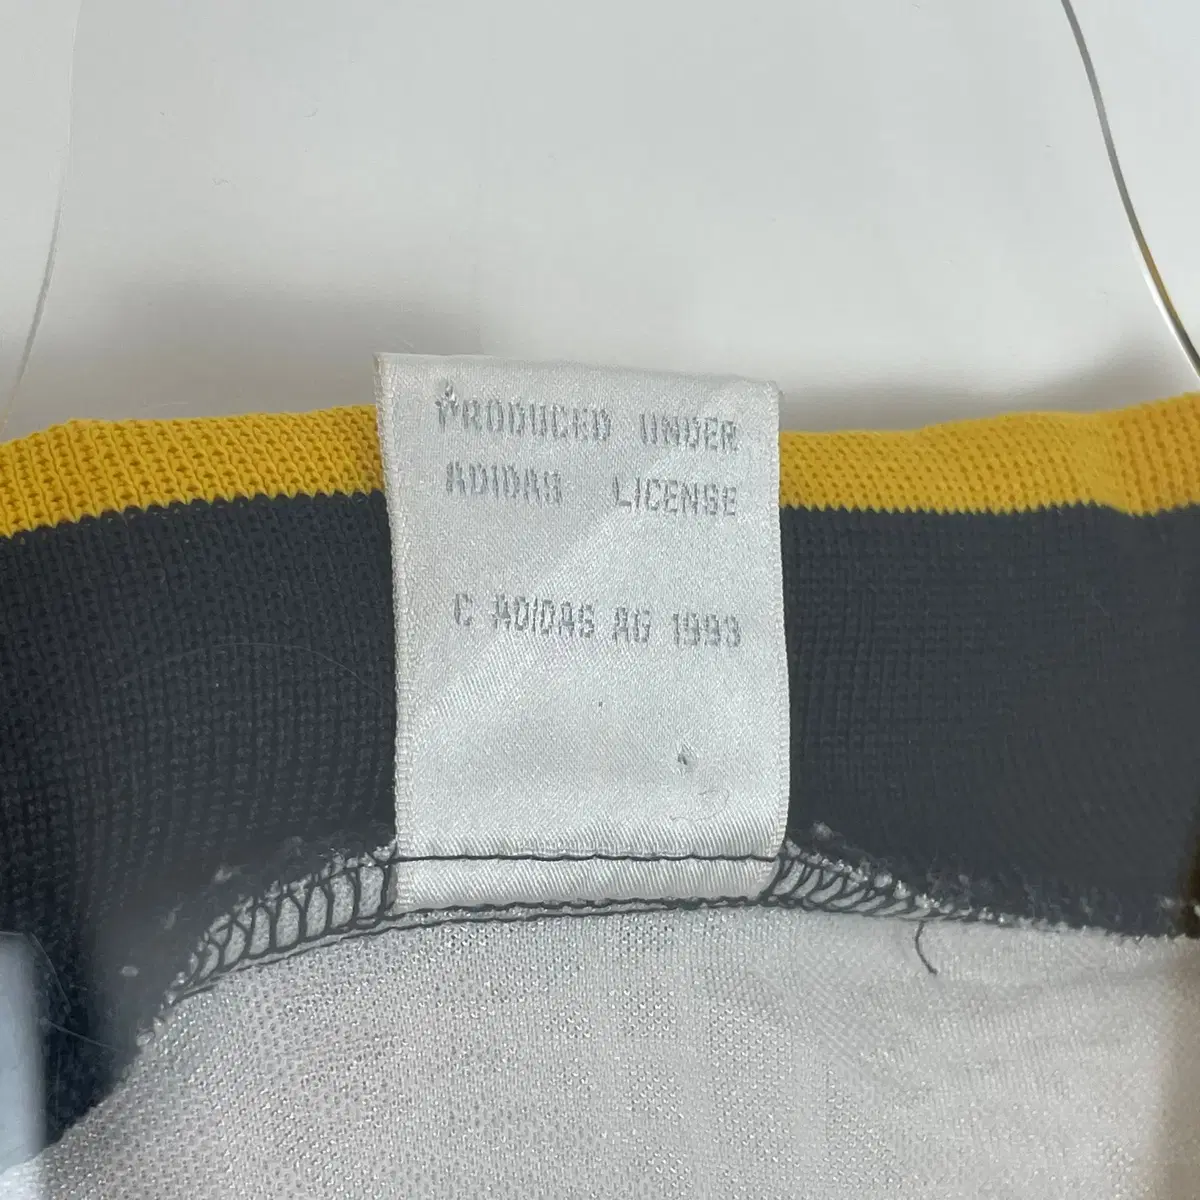 PRODUCED UNDER
ADIDAS LICENSE
C ADIDAS AG 1993